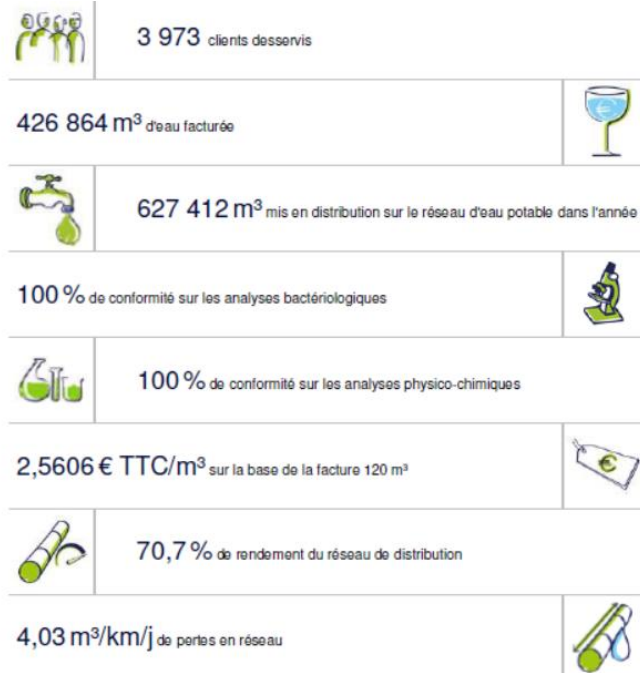 3 973 clients desservis
426 864 m³ d'eau facturée
627 412 m³ mis en distribution sur le réseau d'eau potable dans l'année
100 % de conformité sur les analyses bactériologiques
100 % de conformité sur les analyses physico-chimiques
2,5606 € TTC/m³ sur la base de la facture 120 m³
€
70,7 % de rendement du réseau de distribution
4,03 m³/km/j de pertes en réseau